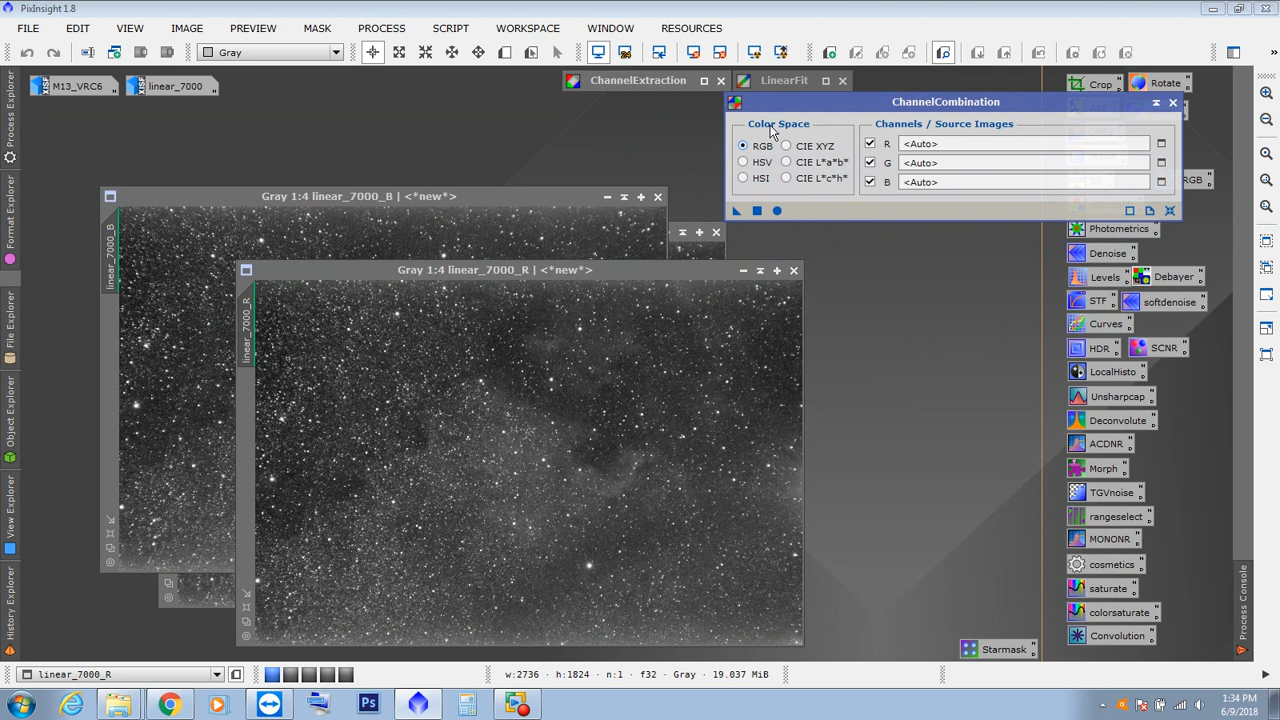 PixInsight
FILE EDIT VIEW PREVIEW MASK IMAGE PROCESS SCRIPT WORKSPACE WINDOW RESOURCES
Gray
M13_VRC6
linear_7000
ChannelExtraction
LinearFit
ChannelCombination
Color Space
RGB
CIE XYZ
HSV
CIE L*a*b*
HSI
CIE L*c*h*
Channels / Source Images
R <Auto>
G <Auto>
B <Auto>
Gray 1:4 linear_7000_B | <*new*>
linear_7000_B
Gray 1:4 linear_7000_R | <*new*>
linear_7000_R
Crop
Rotate
RGB
Photometrics
Denoise
Levels
Debayer
STF
softdenoise
Curves
HDR
SCNR
LocalHisto
Unsharpcap
Deconvolute
ACDNR
Morph
TGVnoise
rangeselect
MONONR
cosmetics
saturate
colorsaturate
Convolution
Starmask
Process Explorer
Format Explorer
File Explorer
Object Explorer
View Explorer
History Explorer
Process Console
linear_7000_R
w:2736 · h:1824 · n:1 · f32 · Gray · 19.037 MiB
Ps
1:34 PM
6/9/2018